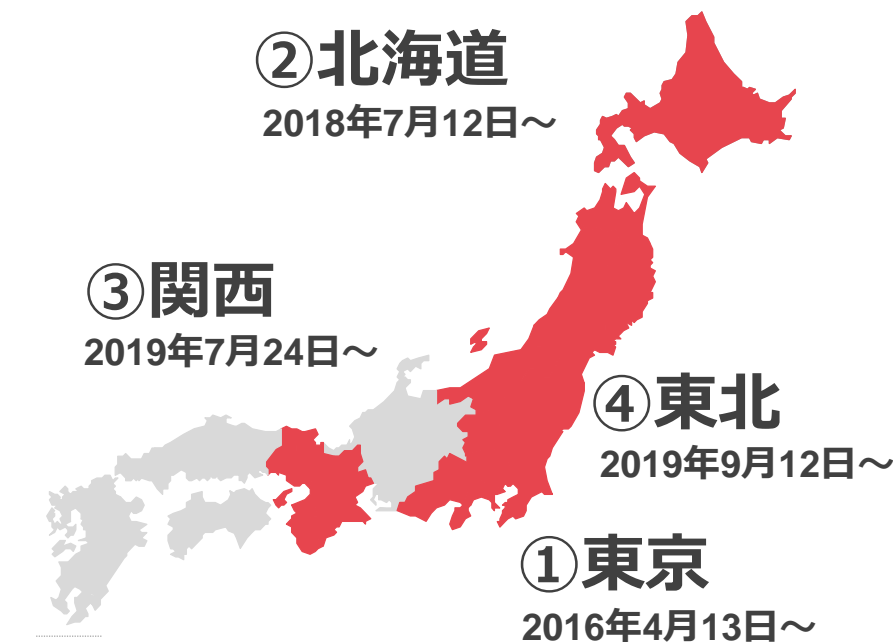 ②北海道
2018年7月12日～
③関西
2019年7月24日～
④東北
2019年9月12日～
①東京
2016年4月13日～